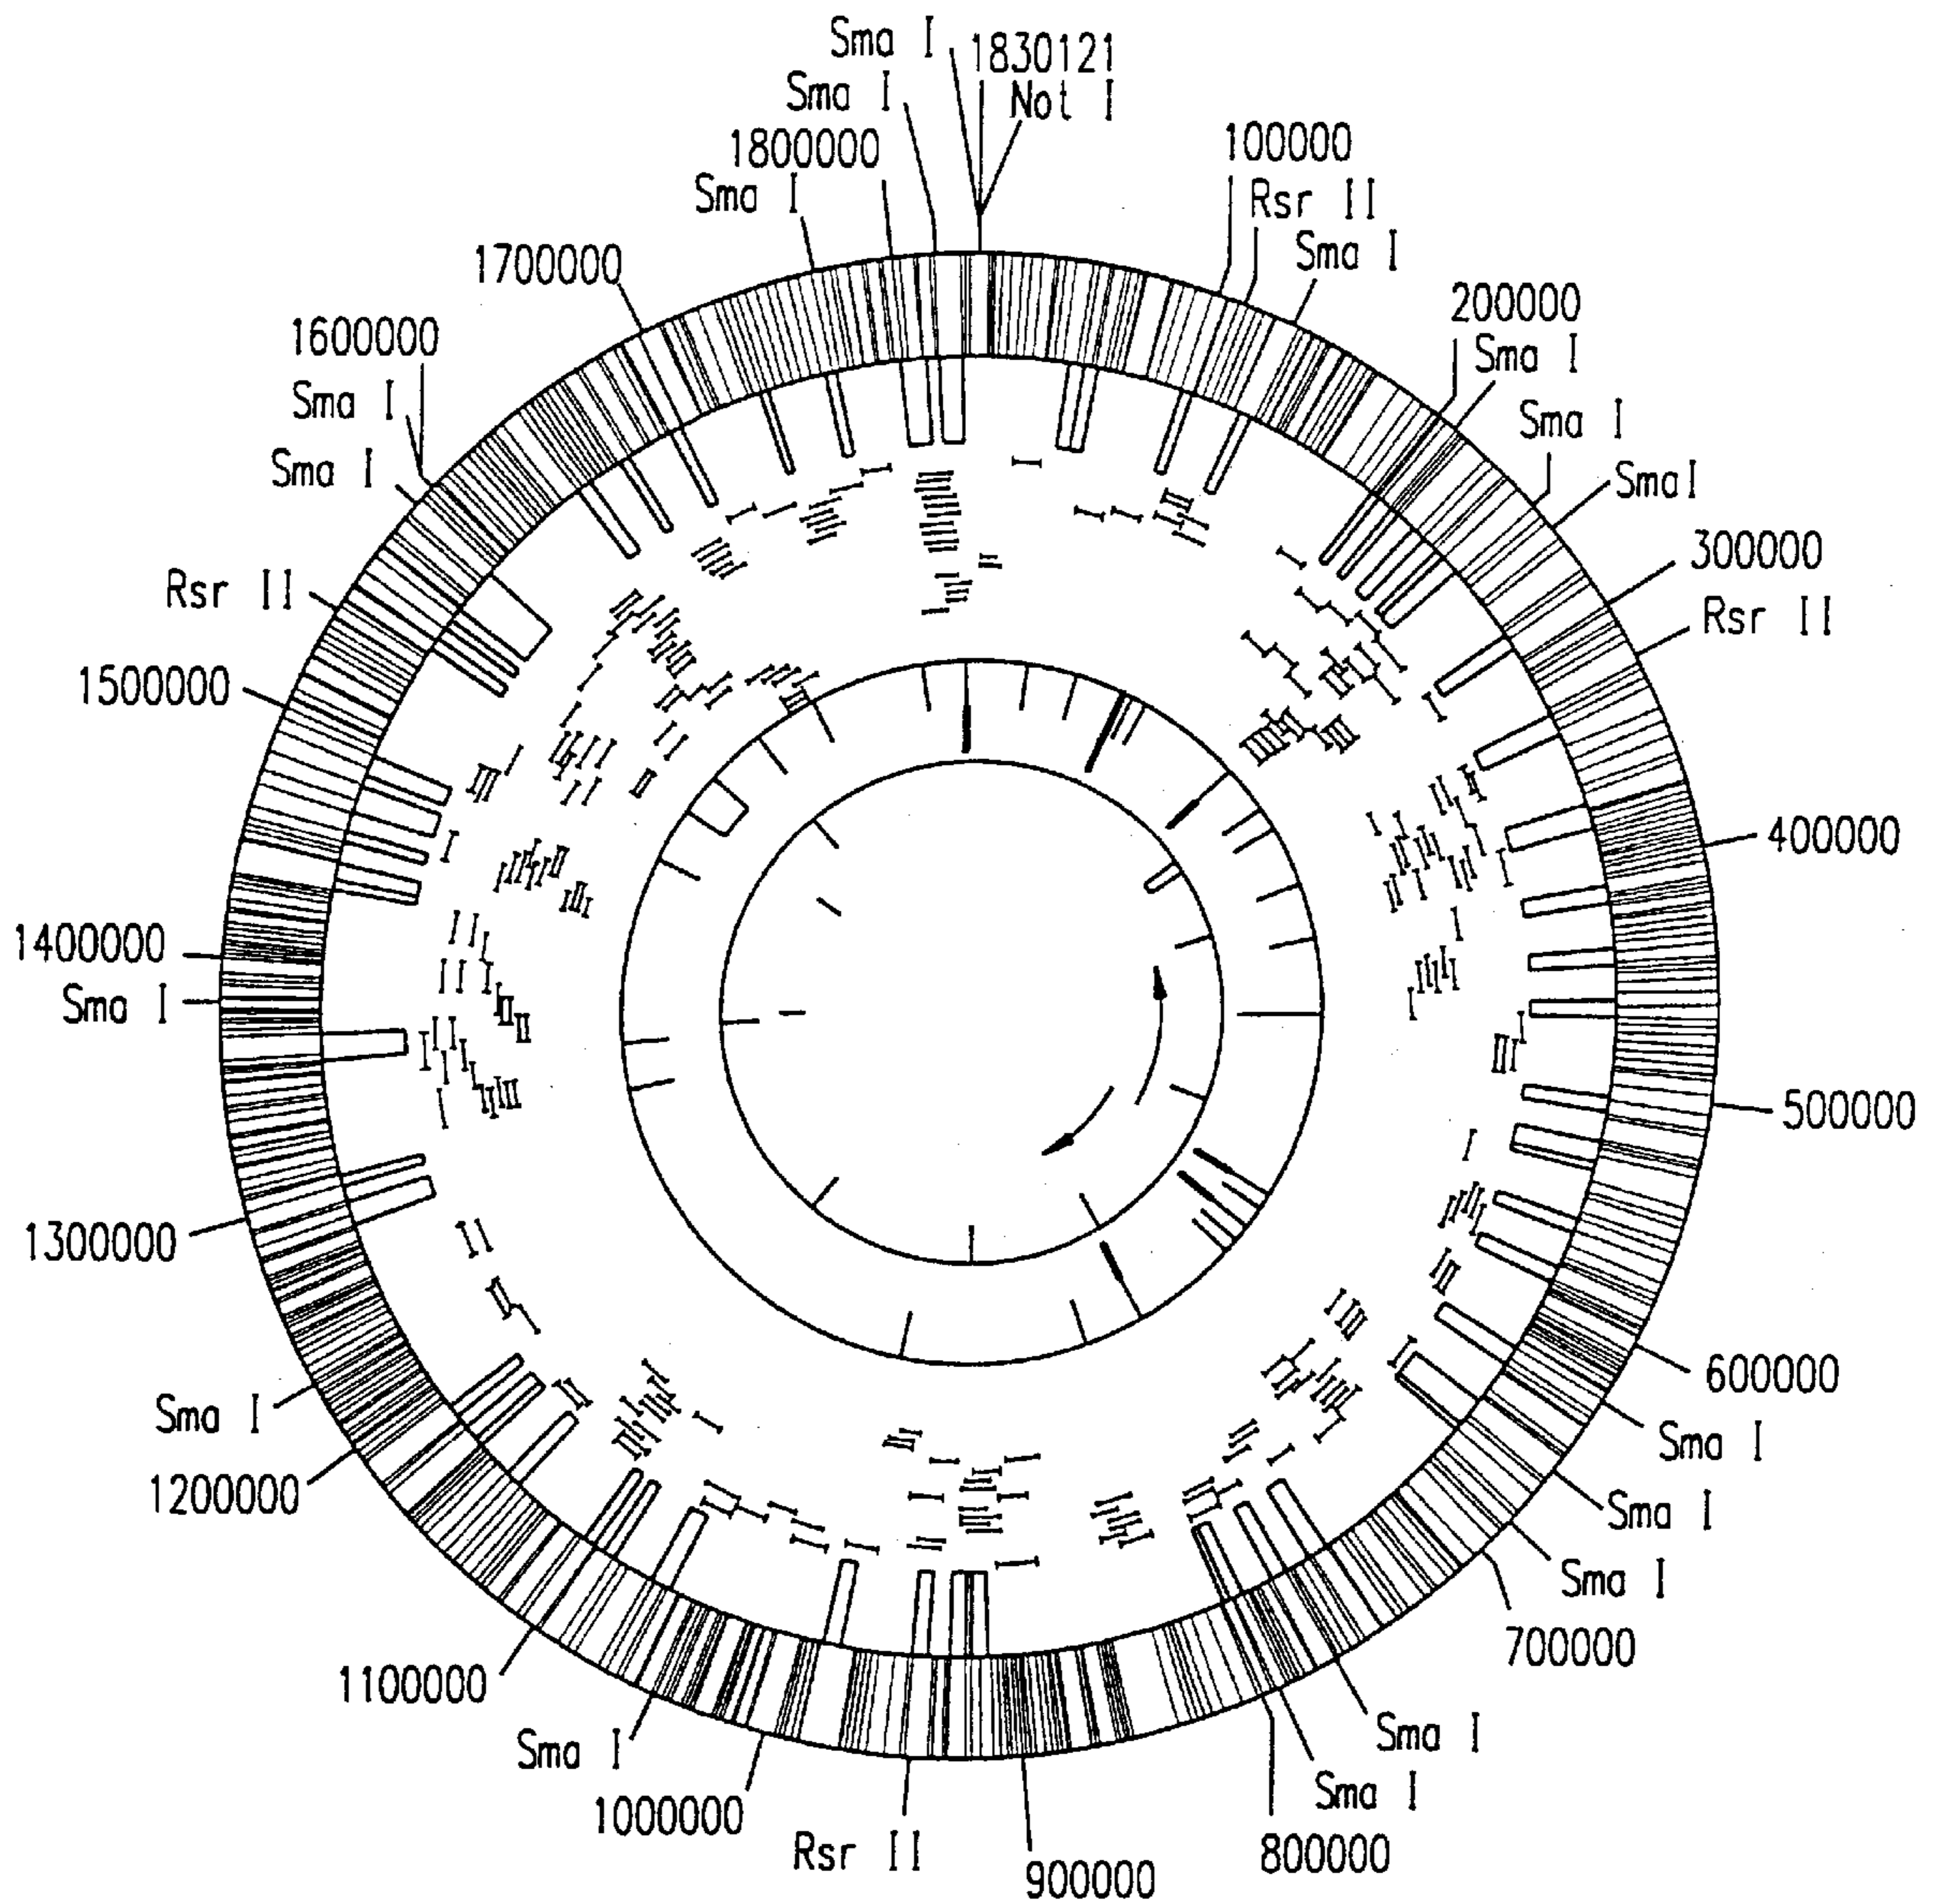 Sma I
1830121
Not I
Sma I
1800000
Sma I
100000
Rsr II
Sma I
200000
Sma I
Sma I
SmaI
300000
Rsr II
400000
500000
600000
Sma I
Sma I
Sma I
700000
Sma I
Sma I
800000
900000
Rsr II
1000000
Sma I
1100000
1200000
Sma I
1300000
Sma I
1400000
1500000
Rsr II
Sma I
Sma I
1600000
1700000